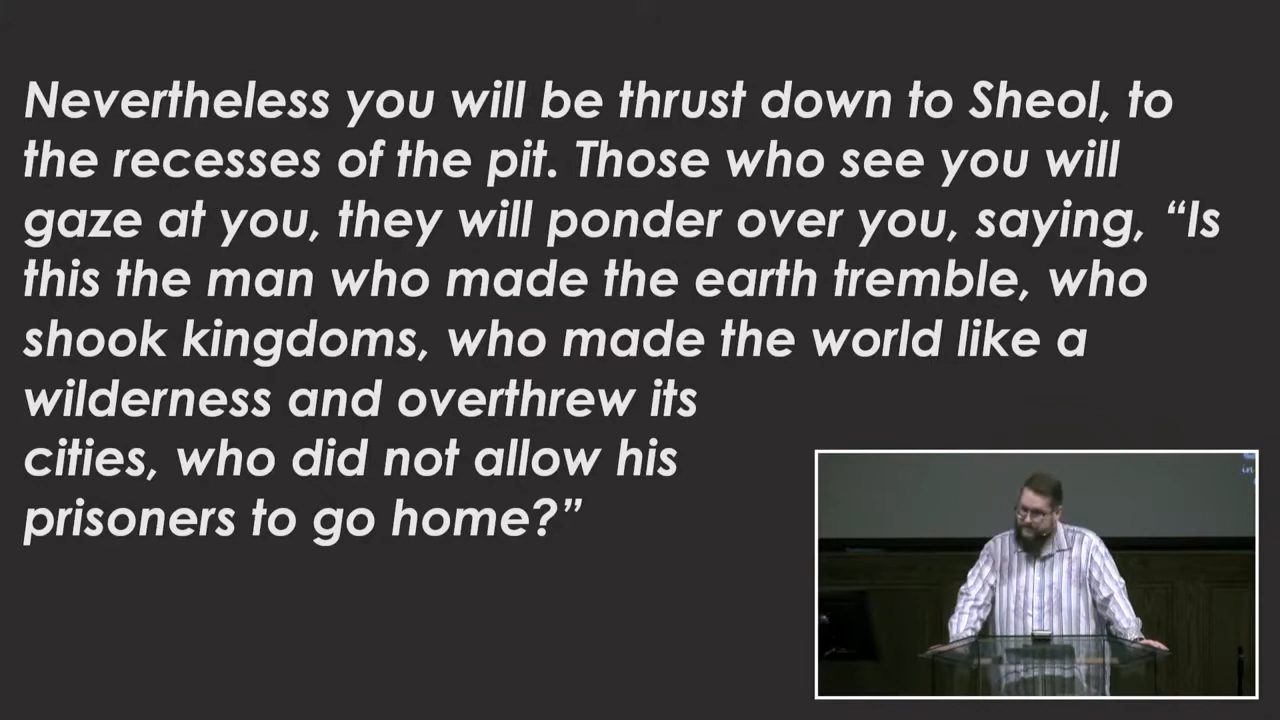 Nevertheless you will be thrust down to Sheol, to
the recesses of the pit. Those who see you will
gaze at you, they will ponder over you, saying, “Is
this the man who made the earth tremble, who
shook kingdoms, who made the world like a
wilderness and overthrew its
cities, who did not allow his
prisoners to go home?”
in